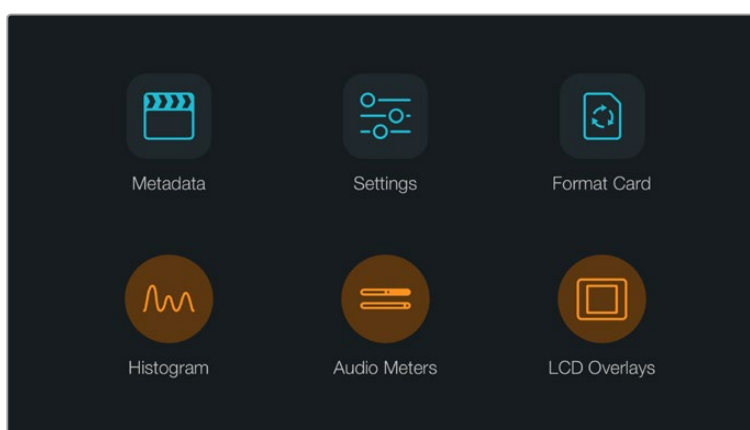 Metadata
Settings
Format Card
Histogram
Audio Meters
LCD Overlays